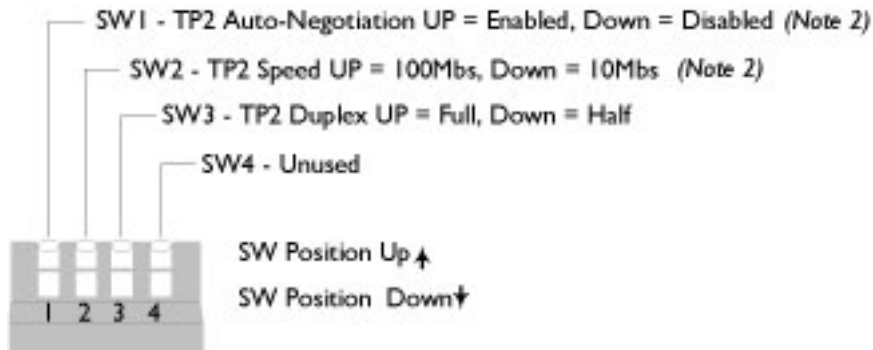 SW1 - TP2 Auto-Negotiation UP = Enabled, Down = Disabled (Note 2)
SW2 - TP2 Speed UP = 100Mbs, Down = 10Mbs (Note 2)
SW3 - TP2 Duplex UP = Full, Down = Half
SW4 - Unused
SW Position Up
SW Position Down
1 2 3 4